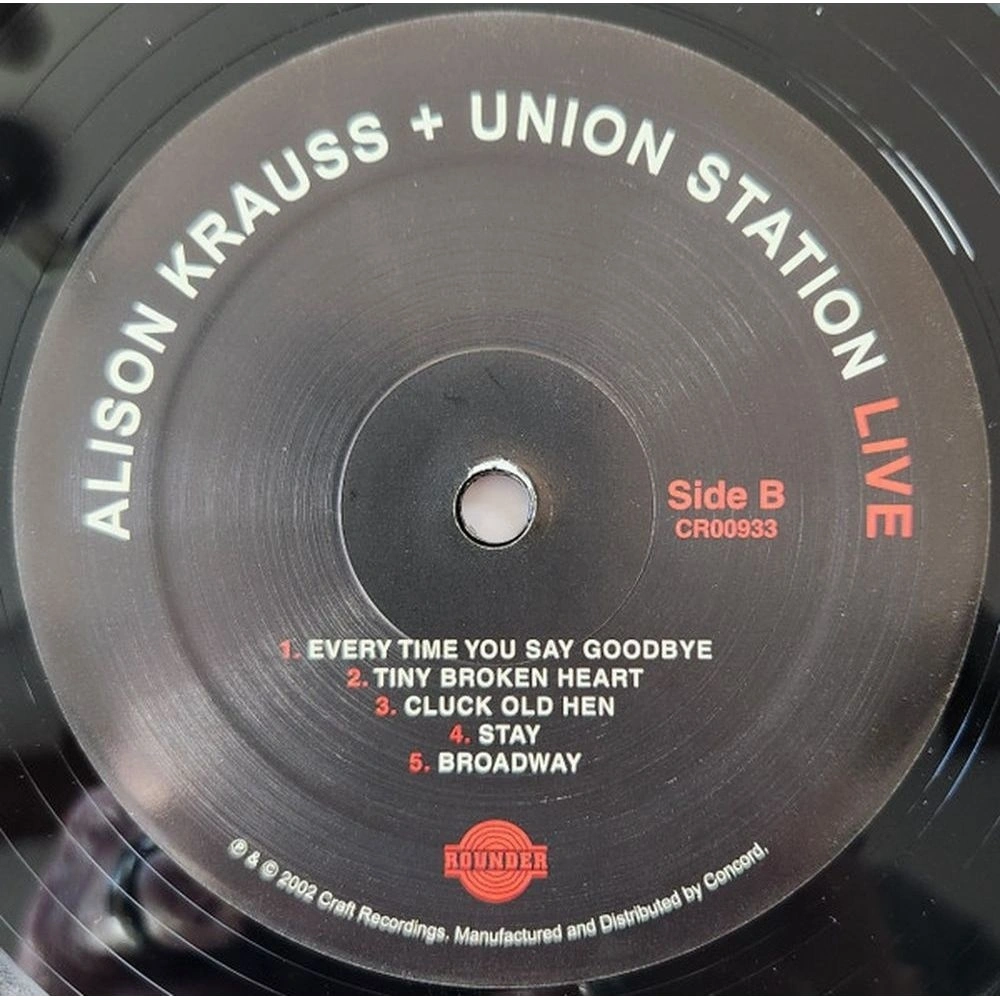 ALISON KRAUSS + UNION STATION LIVE
Side B
CR00933
1. EVERY TIME YOU SAY GOODBYE
2. TINY BROKEN HEART
3. CLUCK OLD HEN
4. STAY
5. BROADWAY
ROUNDER
℗ & © 2002 Craft Recordings, Manufactured and Distributed by Concord,